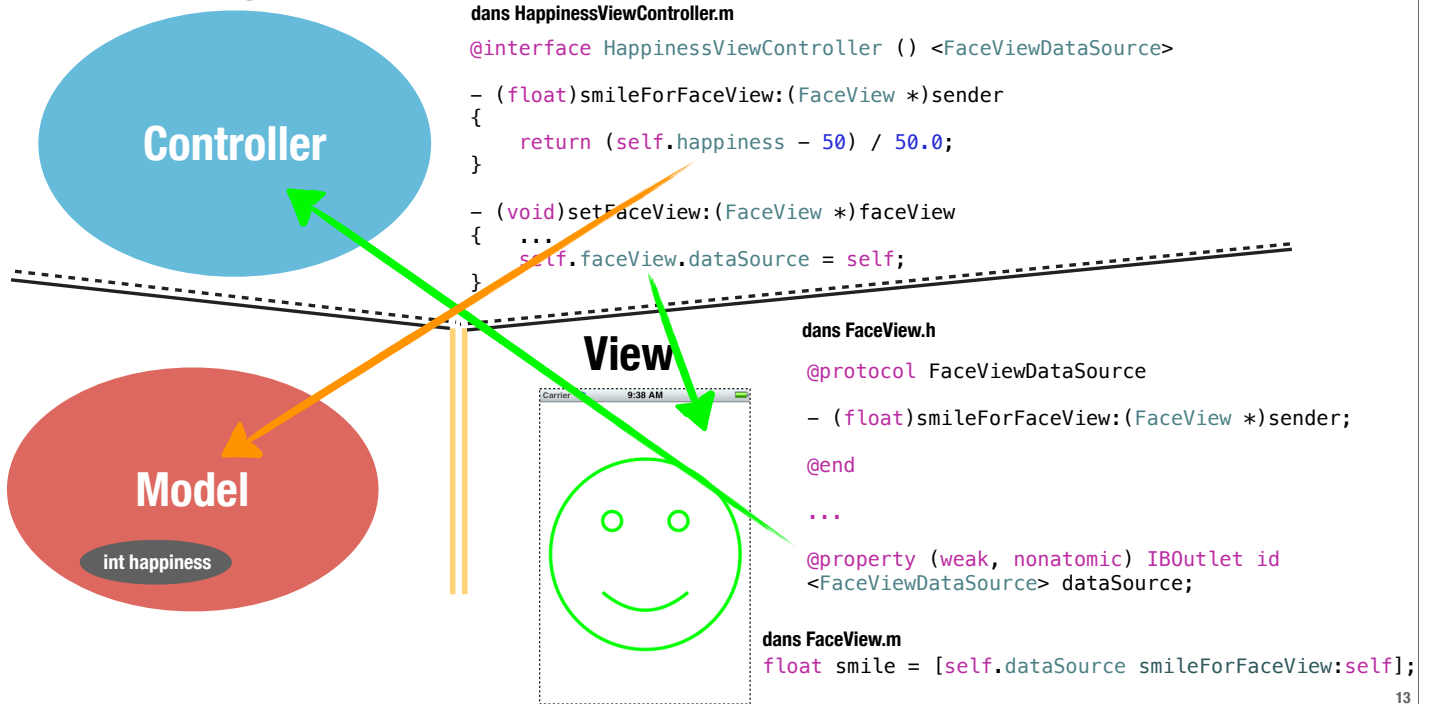 dans HappinessViewController.m
@interface HappinessViewController () <FaceViewDataSource>
- (float)smileForFaceView:(FaceView *)sender
{
return (self.happiness - 50) / 50.0;
}
- (void)setFaceView:(FaceView *)faceView
{ ...
self.faceView.dataSource = self;
}
Controller
Model
int happiness
View
Carrier
9:38 AM
dans FaceView.h
@protocol FaceViewDataSource
- (float)smileForFaceView:(FaceView *)sender;
@end
...
@property (weak, nonatomic) IBOutlet id
<FaceViewDataSource> dataSource;
dans FaceView.m
float smile = [self.dataSource smileForFaceView:self];
13